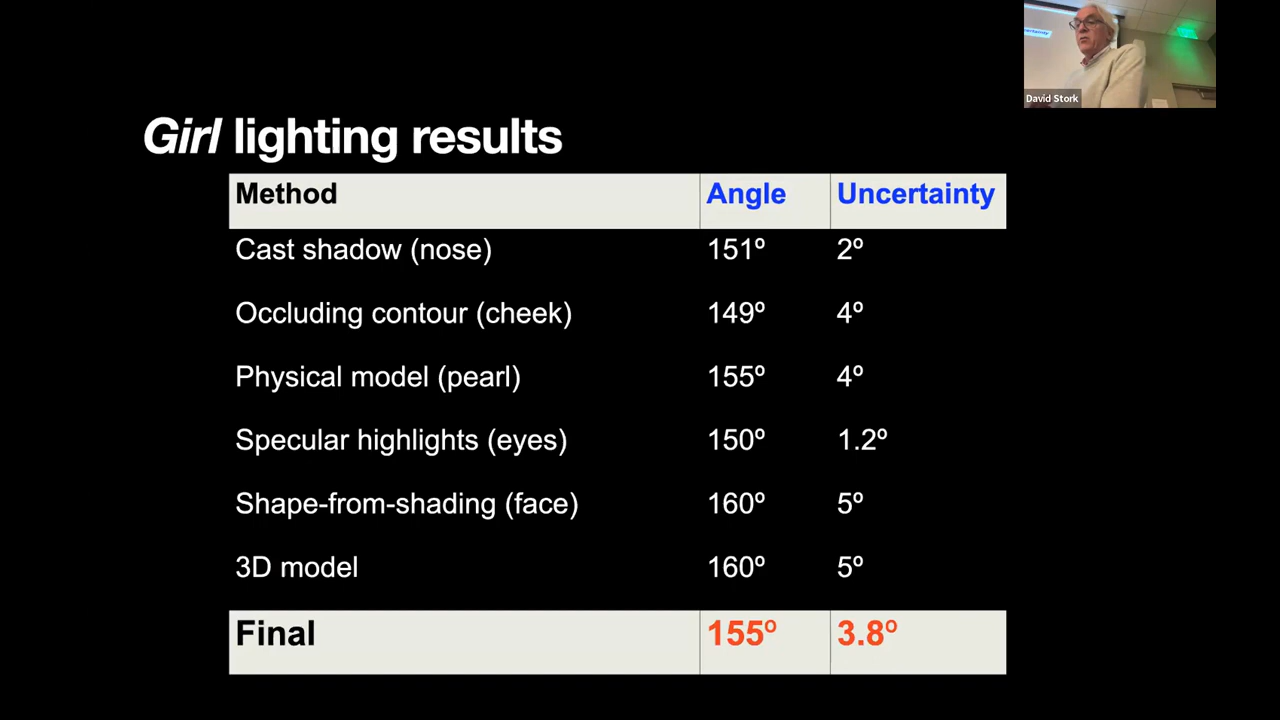 David Stork
Girl lighting results
Method Angle Uncertainty
Cast shadow (nose) 151º 2º
Occluding contour (cheek) 149º 4º
Physical model (pearl) 155º 4º
Specular highlights (eyes) 150º 1.2º
Shape-from-shading (face) 160º 5º
3D model 160º 5º
Final 155º 3.8º